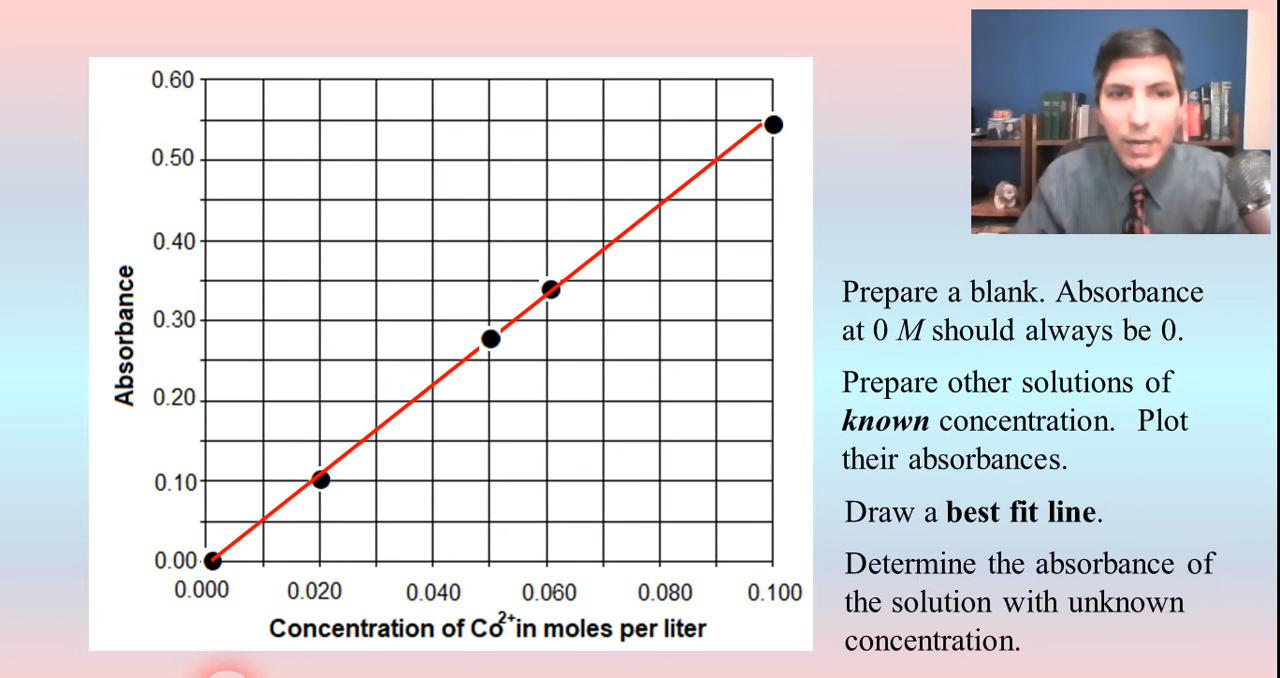 0.60
0.50
0.40
0.30
0.20
0.10
0.00
Absorbance
0.000 0.020 0.040 0.060 0.080 0.100
Concentration of Co2+in moles per liter
Prepare a blank. Absorbance
at 0 M should always be 0.
Prepare other solutions of
known concentration. Plot
their absorbances.
Draw a best fit line.
Determine the absorbance of
the solution with unknown
concentration.